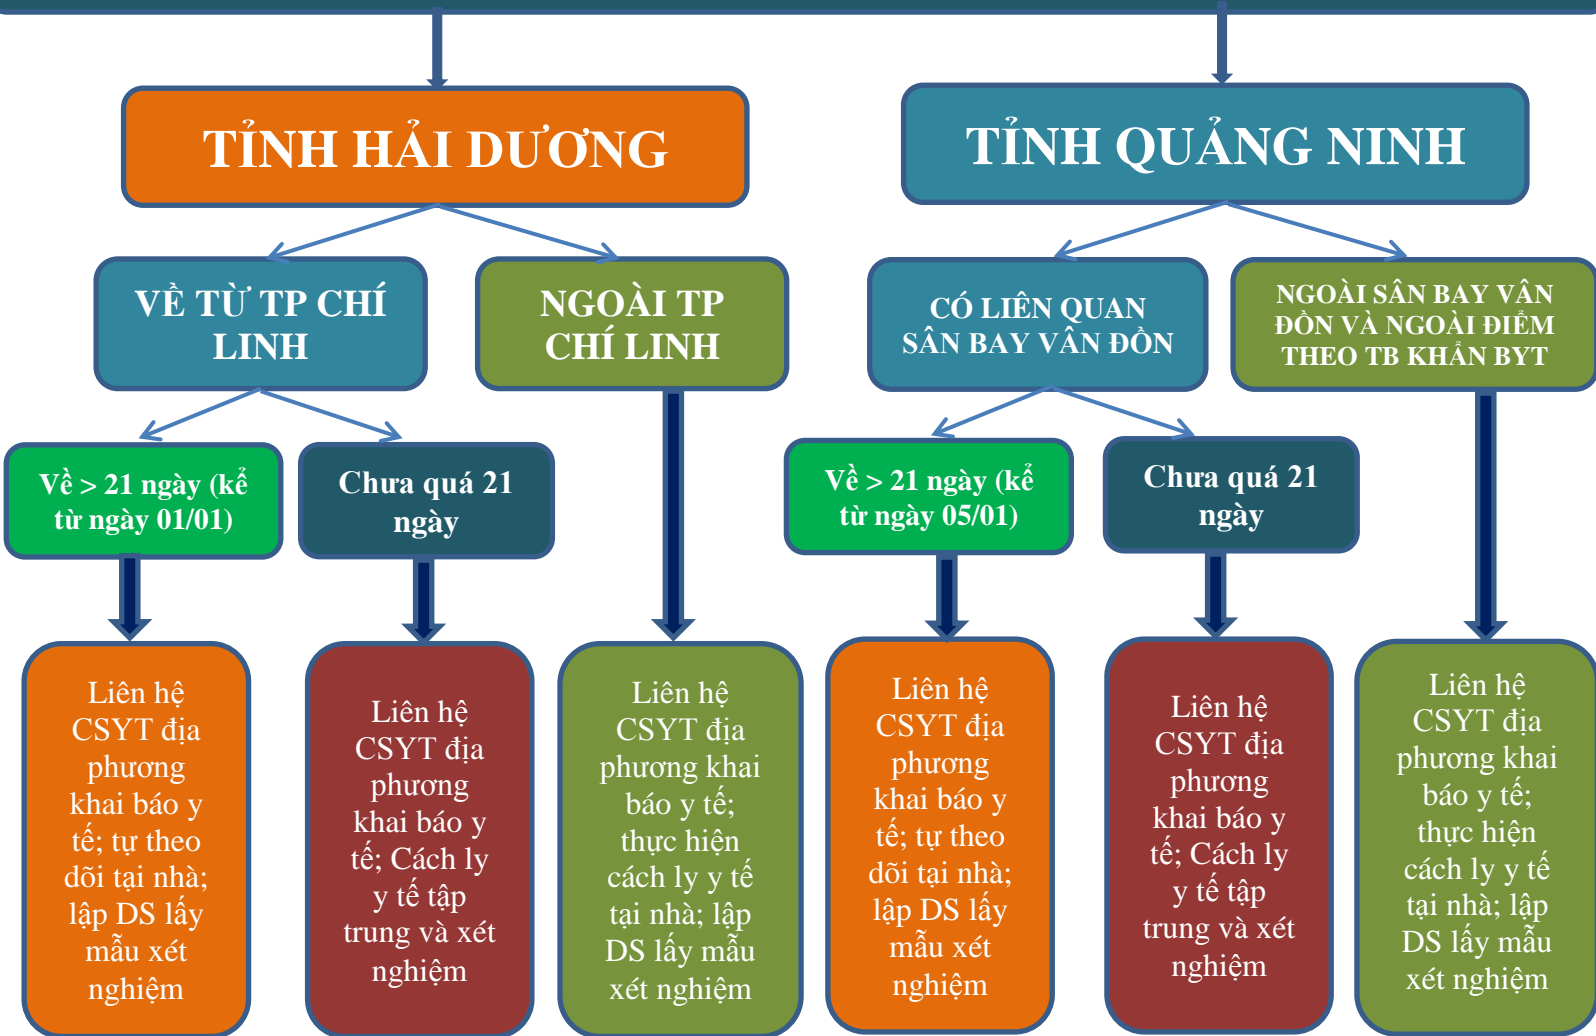 TỈNH HẢI DƯƠNG
TỈNH QUẢNG NINH
VỀ TỪ TP CHÍ
LINH
NGOÀI TP
CHÍ LINH
CÓ LIÊN QUAN
SÂN BAY VÂN ĐỒN
NGOÀI SÂN BAY VÂN
ĐỒN VÀ NGOÀI ĐIỂM
THEO TB KHẨN BYT
Về > 21 ngày (kể
từ ngày 01/01)
Chưa quá 21
ngày
Về > 21 ngày (kể
từ ngày 05/01)
Chưa quá 21
ngày
Liên hệ
CSYT địa
phương
khai báo y
tế; tự theo
dõi tại nhà;
lập DS lấy
mẫu xét
nghiệm
Liên hệ
CSYT địa
phương
khai báo y
tế; Cách ly
y tế tập
trung và xét
nghiệm
Liên hệ
CSYT địa
phương khai
báo y tế;
thực hiện
cách ly y tế
tại nhà; lập
DS lấy mẫu
xét nghiệm
Liên hệ
CSYT địa
phương
khai báo y
tế; tự theo
dõi tại nhà;
lập DS lấy
mẫu xét
nghiệm
Liên hệ
CSYT địa
phương
khai báo y
tế; Cách ly
y tế tập
trung và xét
nghiệm
Liên hệ
CSYT địa
phương khai
báo y tế;
thực hiện
cách ly y tế
tại nhà; lập
DS lấy mẫu
xét nghiệm